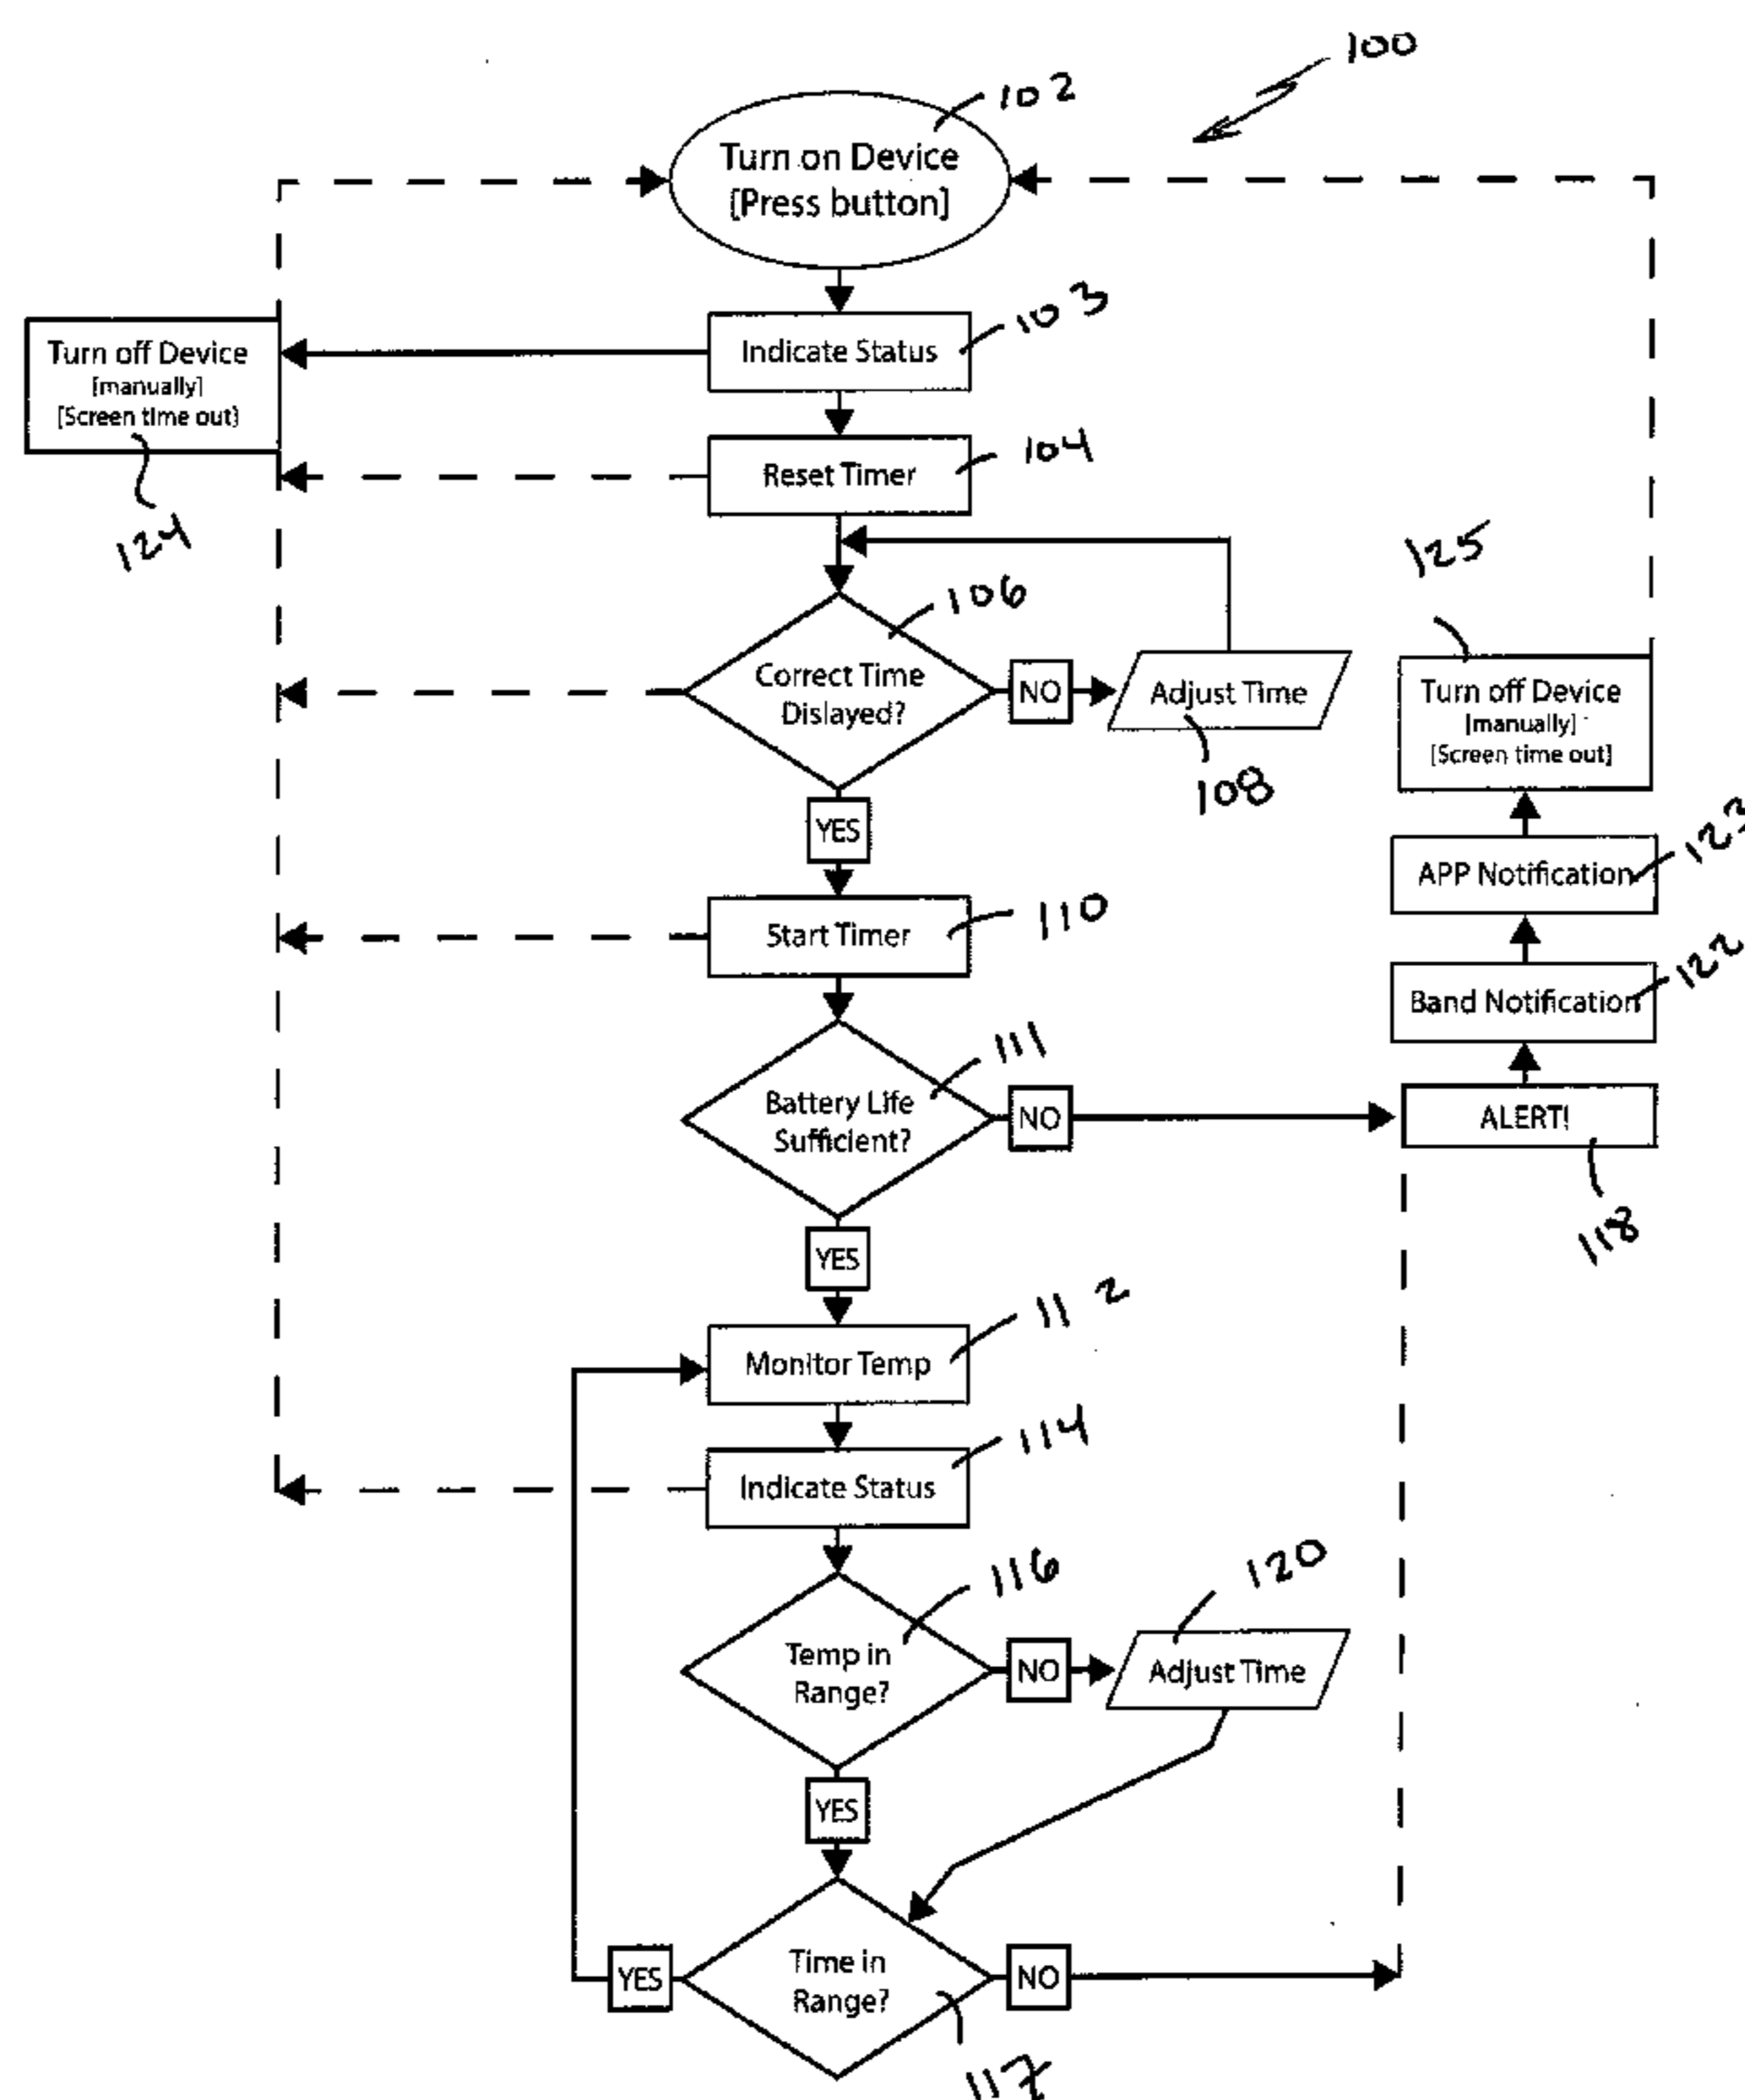 100
102
Turn on Device
[Press button]
103
Indicate Status
Turn off Device
[manually]
[Screen time out]
124
104
Reset Timer
106
Correct Time
Dislayed?
NO
Adjust Time
108
125
Turn off Device
[manually]
[Screen time out]
YES
123
APP Notification
110
Start Timer
122
Band Notification
111
Battery Life
Sufficient?
NO
ALERT!
118
YES
112
Monitor Temp
114
Indicate Status
116
Temp in
Range?
NO
120
Adjust Time
YES
Time in
Range?
YES
NO
117